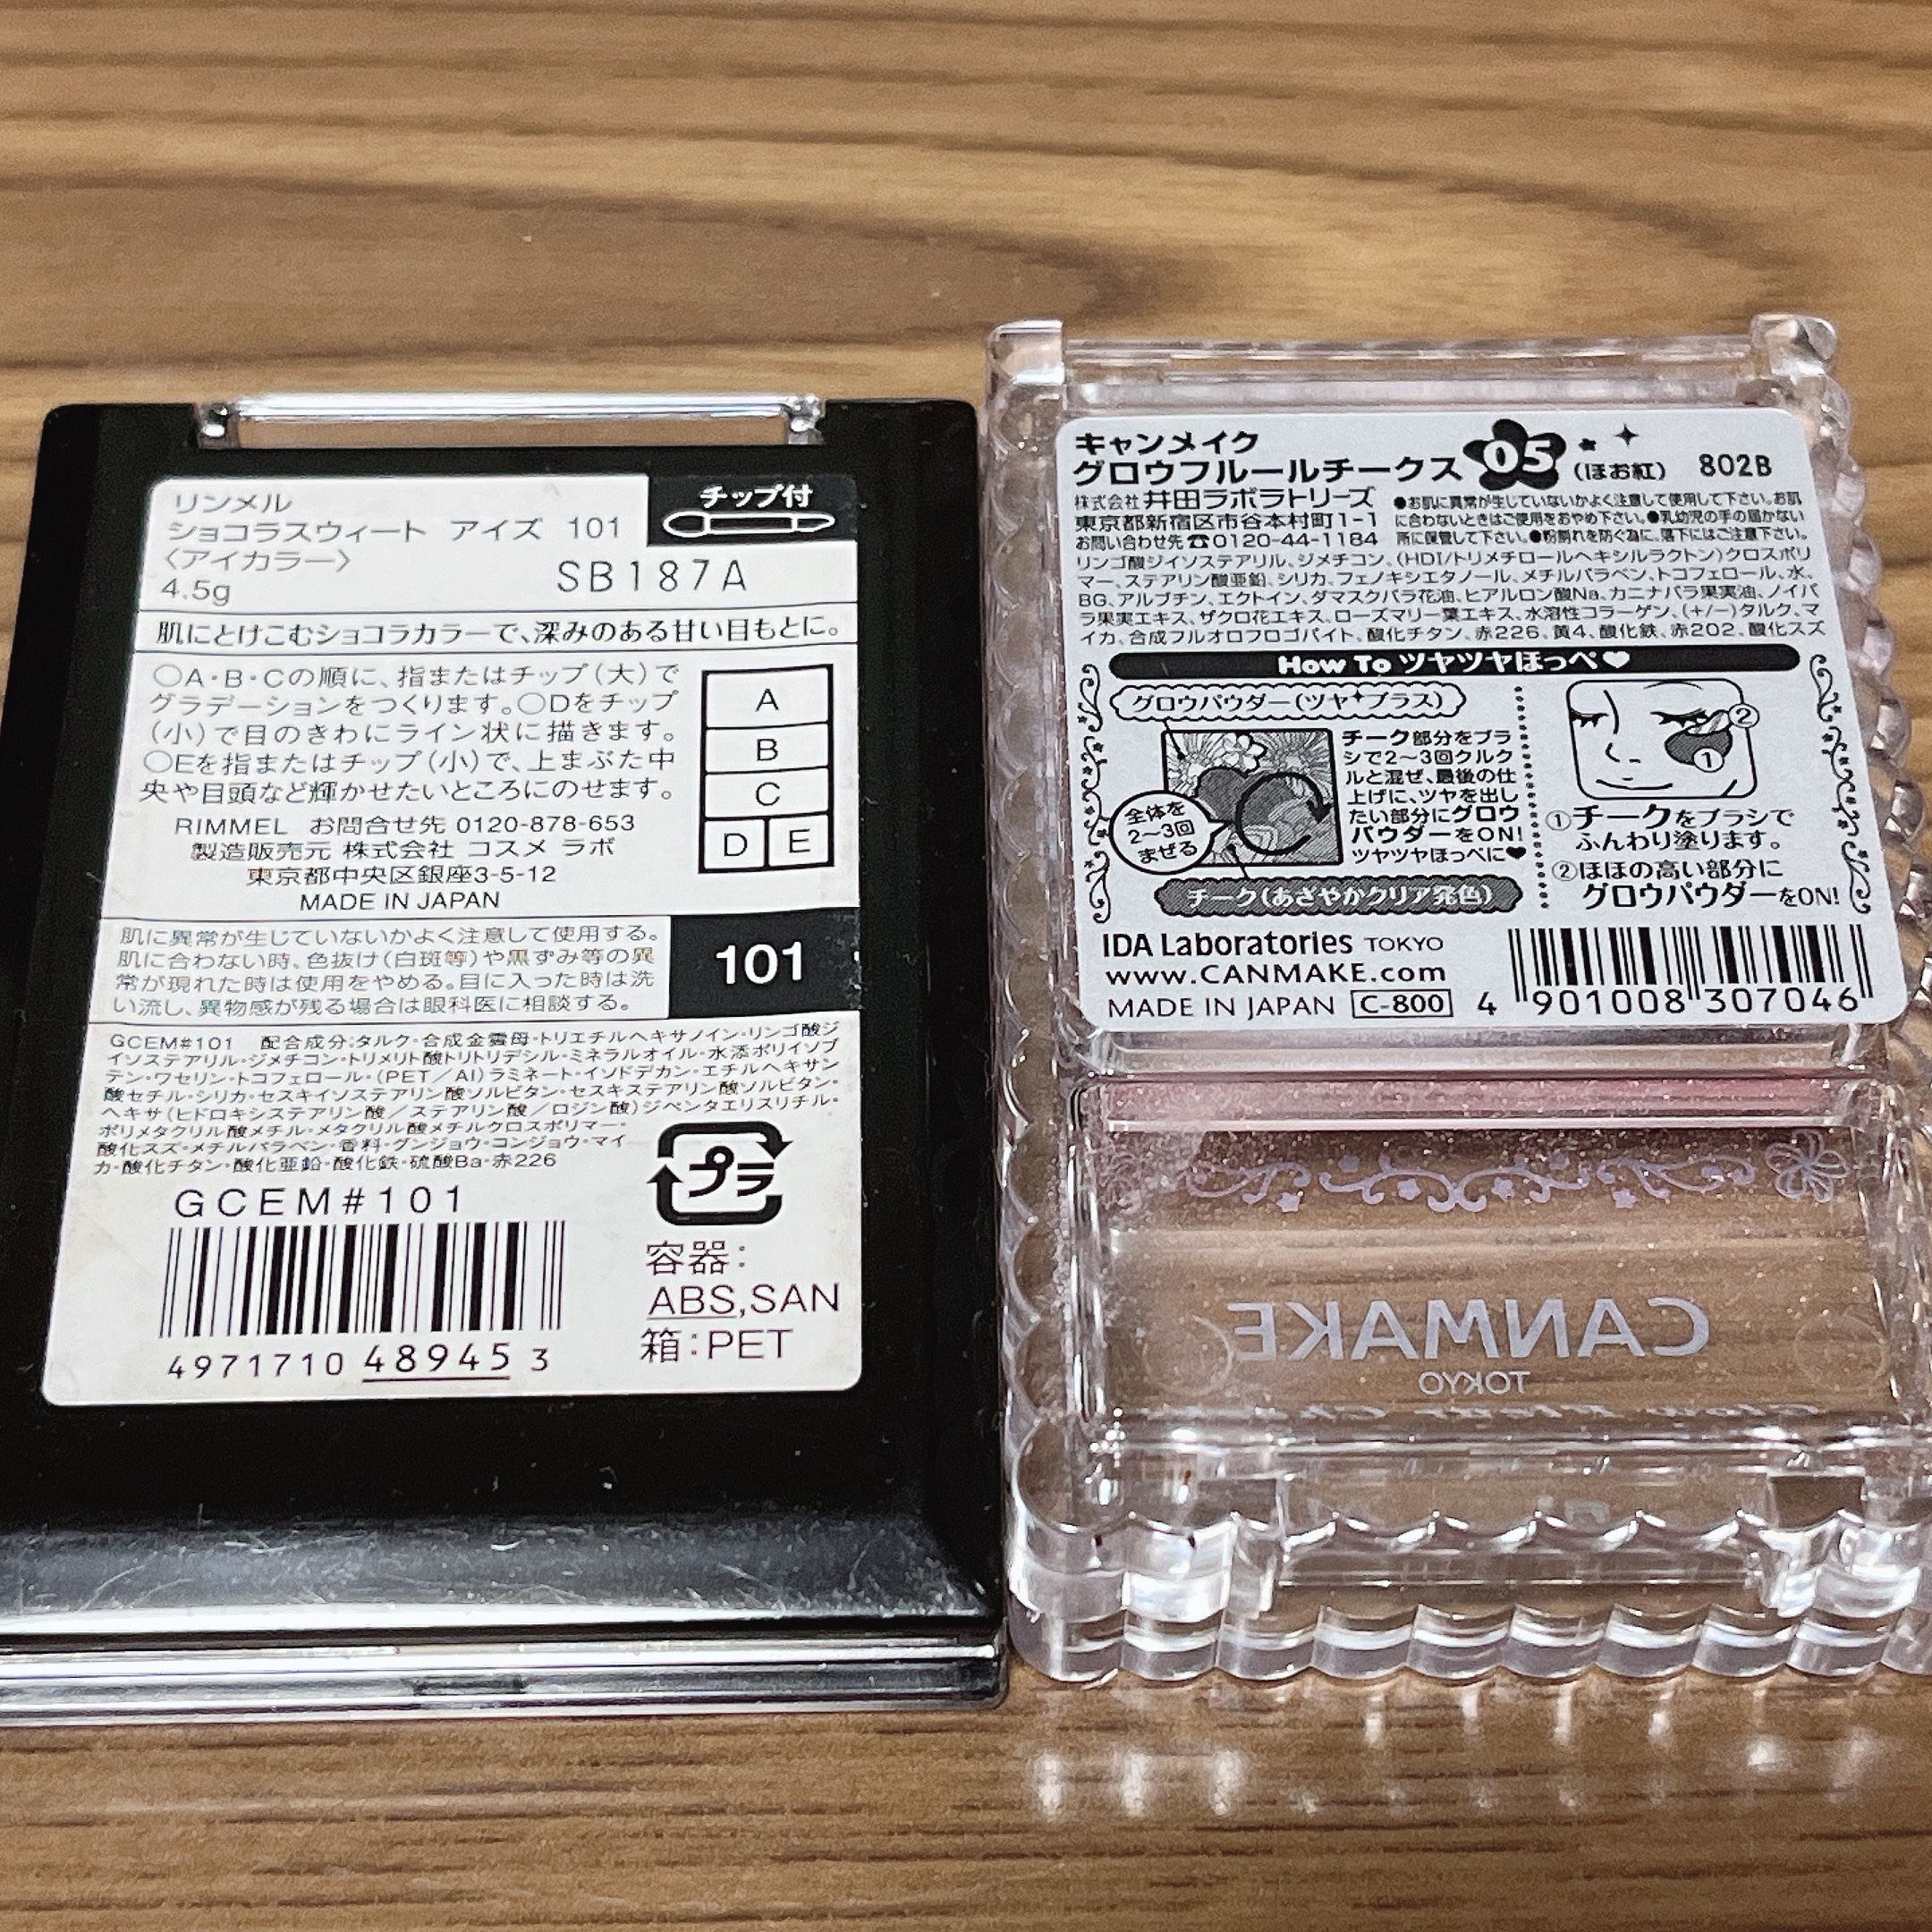 リンメル
ショコラスウィート アイズ 101
〈アイカラー〉
4.5g
SB187A
チップ付
肌にとけこむショコラカラーで、深みのある甘い目もとに。
○A・B・Cの順に、指またはチップ(大)で
グラデーションをつくります。○Dをチップ
(小)で目のきわにライン状に描きます。
○Eを指またはチップ(小)で、上まぶた中
央や目頭など輝かせたいところにのせます。
A
B
C
D E
RIMMEL お問合せ先 0120-878-653
製造販売元 株式会社 コスメ ラボ
東京都中央区銀座3-5-12
MADE IN JAPAN
肌に異常が生じていないかよく注意して使用する。
肌に合わない時、色抜け(白斑等)や黒ずみ等の異
常が現れた時は使用をやめる。目に入った時は洗
い流し、異物感が残る場合は眼科医に相談する。
101
GCEM#101 配合成分:タルク・合成金雲母・トリエチルヘキサノイン・リンゴ酸ジ
イソステアリル・ジメチコン・トリメリト酸トリトリデシル・ミネラルオイル・水添ポリイソブ
テン・ワセリン・トコフェロール・(PET/Al)ラミネート・イソドデカン・エチルヘキサン
酸セチル・シリカ・セスキイソステアリン酸ソルビタン・セスキステアリン酸ソルビタン・
ヘキサ(ヒドロキシステアリン酸/ステアリン酸/ロジン酸)ジペンタエリスリチル・
ポリメタクリル酸メチル・メタクリル酸メチルクロスポリマー・
酸化スズ・メチルパラベン・香料・グンジョウ・コンジョウ・マイ
カ・酸化チタン・酸化亜鉛・酸化鉄・硫酸Ba・赤226
GCEM#101
4971710 489453
プラ
容器:
ABS,SAN
箱:PET
キャンメイク
グロウフルールチークス 05 (ほお紅) 802B
株式会社 井田ラボラトリーズ
東京都新宿区市谷本村町1-1
お問い合わせ先☎0120-44-1184
●お肌に異常が生じていないかよく注意して使用して下さい。お肌
に合わないときはご使用をおやめ下さい。●乳幼児の手の届かない
所に保管して下さい。●粉割れを防ぐ為に、落下にはご注意下さい。
リンゴ酸ジイソステアリル、ジメチコン、(HDI/トリメチロールヘキシルラクトン)クロスポリ
マー、ステアリン酸亜鉛、シリカ、フェノキシエタノール、メチルパラベン、トコフェロール、水、
BG、アルブチン、エクトイン、ダマスクバラ花油、ヒアルロン酸Na、カニナバラ果実油、ノイバ
ラ果実エキス、ザクロ花エキス、ローズマリー葉エキス、水溶性コラーゲン、(+/-)タルク、マ
イカ、合成フルオロフロゴパイト、酸化チタン、赤226、黄4、酸化鉄、赤202、酸化スズ
How To ツヤツヤほっぺ♥
グロウパウダー(ツヤ✦プラス)
全体を
2〜3回
まぜる
チーク(あざやかクリア発色)
チーク部分をブラ
シで2〜3回クルク
ルと混ぜ、最後の仕
上げに、ツヤを出し
たい部分にグロウ
パウダーをON!
ツヤツヤほっぺに♥
②
①
①チークをブラシで
ふんわり塗ります。
②ほほの高い部分に
グロウパウダーをON!
IDA Laboratories TOKYO
www.CANMAKE.com
MADE IN JAPAN C-800
4 901008 307046
CANMAKE
TOKYO